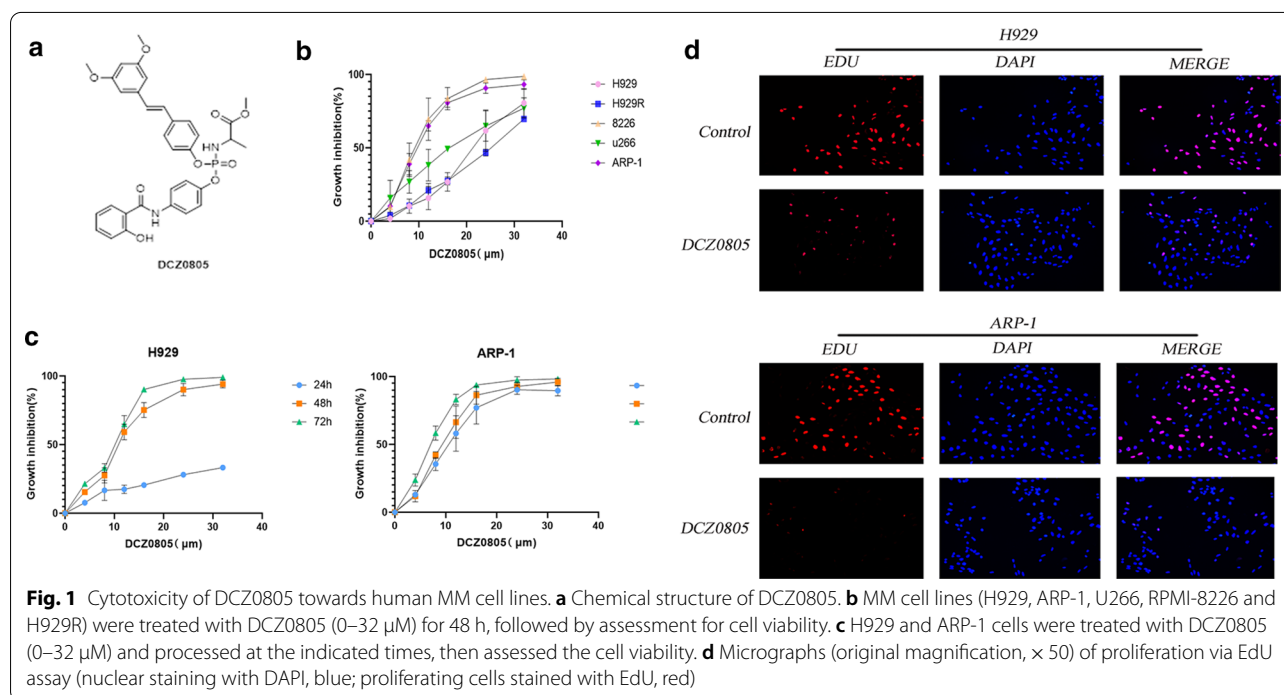 a
O
O
O
O
NH
O
P
O
O
O
N
H
OH
DCZ0805
b
Growth inhibition(%)
100
50
0
0 10 20 30 40
DCZ0805( μm)
H929
H929R
8226
u266
ARP-1
c
H929
Growth inhibition(%)
100
50
0
0 10 20 30 40
DCZ0805( μm)
24h
48h
72h
ARP-1
Growth inhibition(%)
100
50
0
0 10 20 30 40
DCZ0805( μm)
d
H929
EDU DAPI MERGE
Control
DCZ0805
ARP-1
EDU DAPI MERGE
Control
DCZ0805
Fig. 1 Cytotoxicity of DCZ0805 towards human MM cell lines. a Chemical structure of DCZ0805. b MM cell lines (H929, ARP-1, U266, RPMI-8226 and
H929R) were treated with DCZ0805 (0–32 μM) for 48 h, followed by assessment for cell viability. c H929 and ARP-1 cells were treated with DCZ0805
(0–32 μM) and processed at the indicated times, then assessed the cell viability. d Micrographs (original magnification, × 50) of proliferation via EdU
assay (nuclear staining with DAPI, blue; proliferating cells stained with EdU, red)